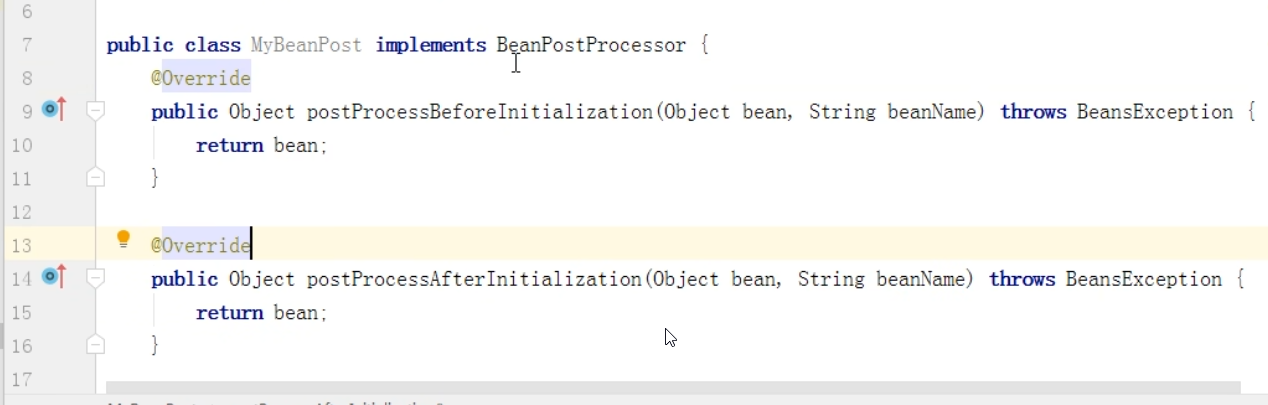 6
7 public class MyBeanPost implements BeanPostProcessor {
8 @Override
9 public Object postProcessBeforeInitialization(Object bean, String beanName) throws BeansException {
10 return bean;
11 }
12
13 @Override
14 public Object postProcessAfterInitialization(Object bean, String beanName) throws BeansException {
15 return bean;
16 }
17